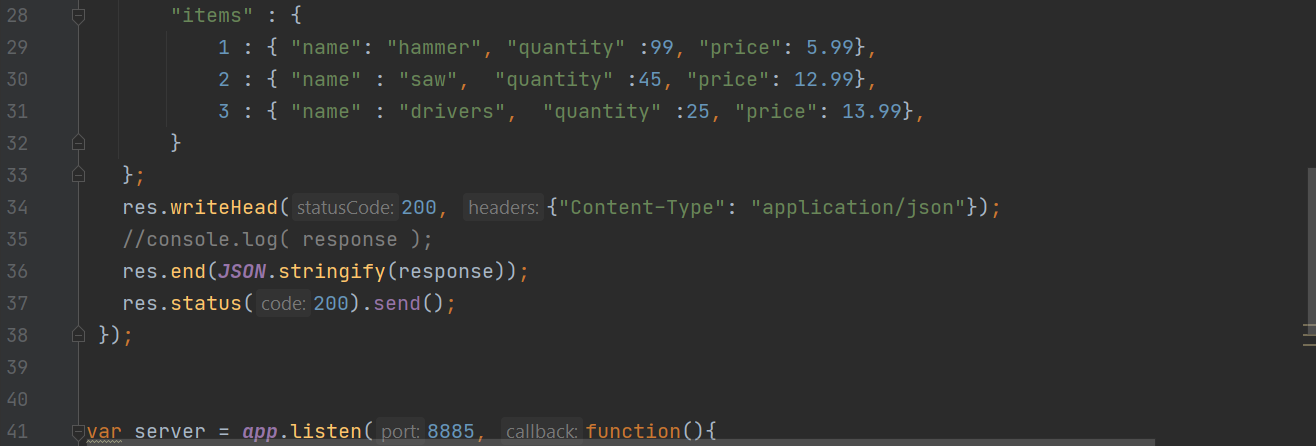 28 "items" : {
29 1 : { "name": "hammer", "quantity" :99, "price": 5.99},
30 2 : { "name" : "saw", "quantity" :45, "price": 12.99},
31 3 : { "name" : "drivers", "quantity" :25, "price": 13.99},
32 }
33 };
34 res.writeHead( statusCode: 200, headers: {"Content-Type": "application/json"});
35 //console.log( response );
36 res.end(JSON.stringify(response));
37 res.status( code: 200).send();
38 });
39
40
41 var server = app.listen( port: 8885, callback: function(){